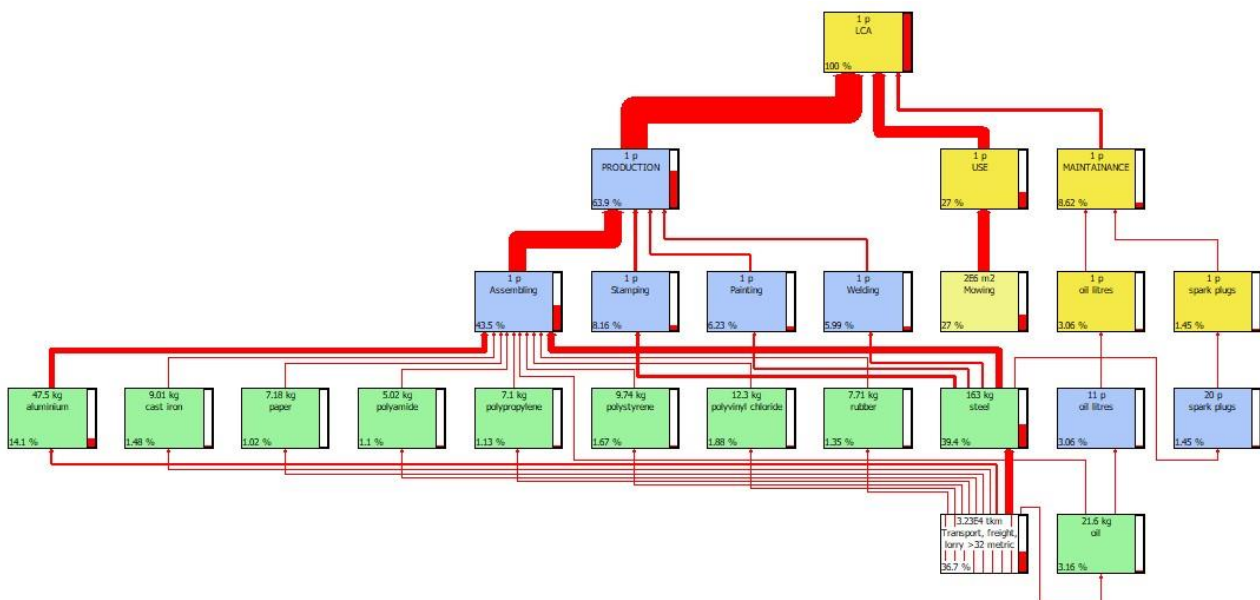 1 p
LCA
100 %
1 p
PRODUCTION
63.9 %
1 p
USE
27 %
1 p
MAINTAINANCE
8.62 %
1 p
Assembling
43.5 %
1 p
Stamping
8.16 %
1 p
Painting
6.23 %
1 p
Welding
5.99 %
2E6 m2
Mowing
27 %
1 p
oil litres
3.06 %
1 p
spark plugs
1.45 %
47.5 kg
aluminium
14.1 %
9.01 kg
cast iron
1.48 %
7.18 kg
paper
1.02 %
5.02 kg
polyamide
1.1 %
7.1 kg
polypropylene
1.13 %
9.74 kg
polystyrene
1.67 %
12.3 kg
polyvinyl chloride
1.88 %
7.71 kg
rubber
1.35 %
163 kg
steel
39.4 %
11 p
oil litres
3.06 %
20 p
spark plugs
1.45 %
3.23E4 tkm
Transport, freight,
lorry >32 metric
36.7 %
21.6 kg
oil
3.16 %